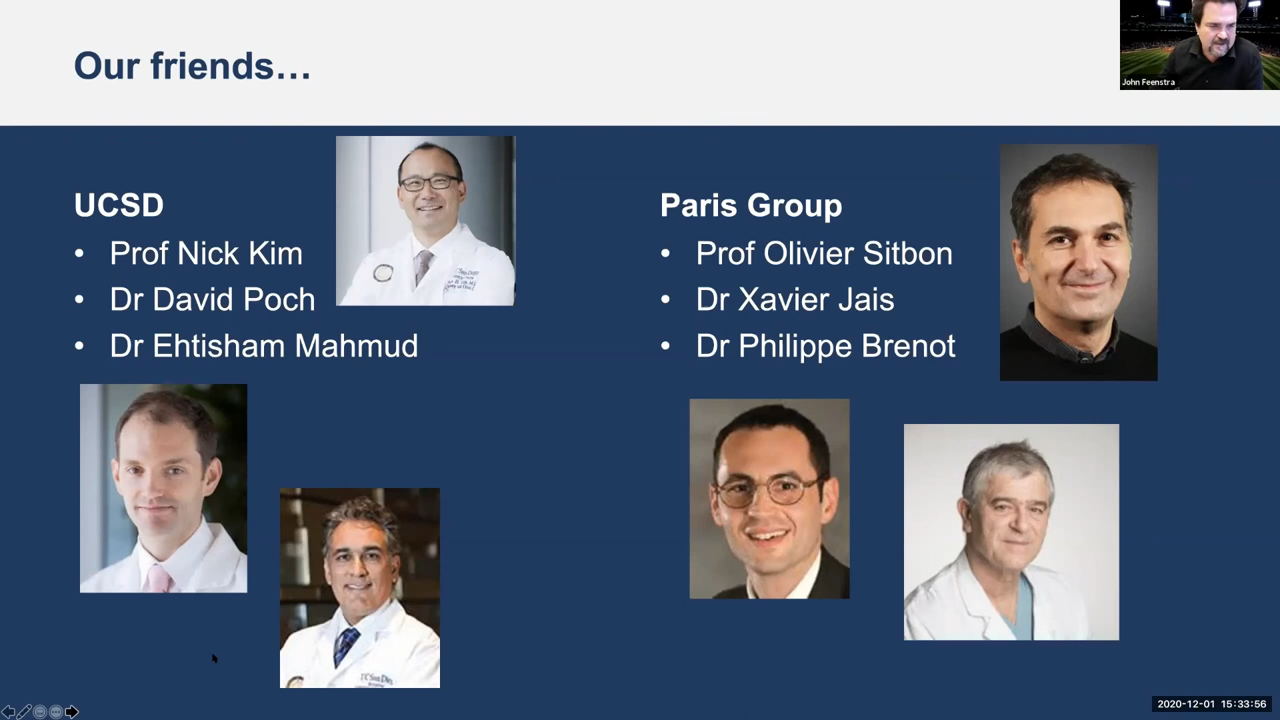 Our friends…
John Feenstra
UCSD
• Prof Nick Kim
• Dr David Poch
• Dr Ehtisham Mahmud
Paris Group
• Prof Olivier Sitbon
• Dr Xavier Jais
• Dr Philippe Brenot
2020-12-01 15:33:56